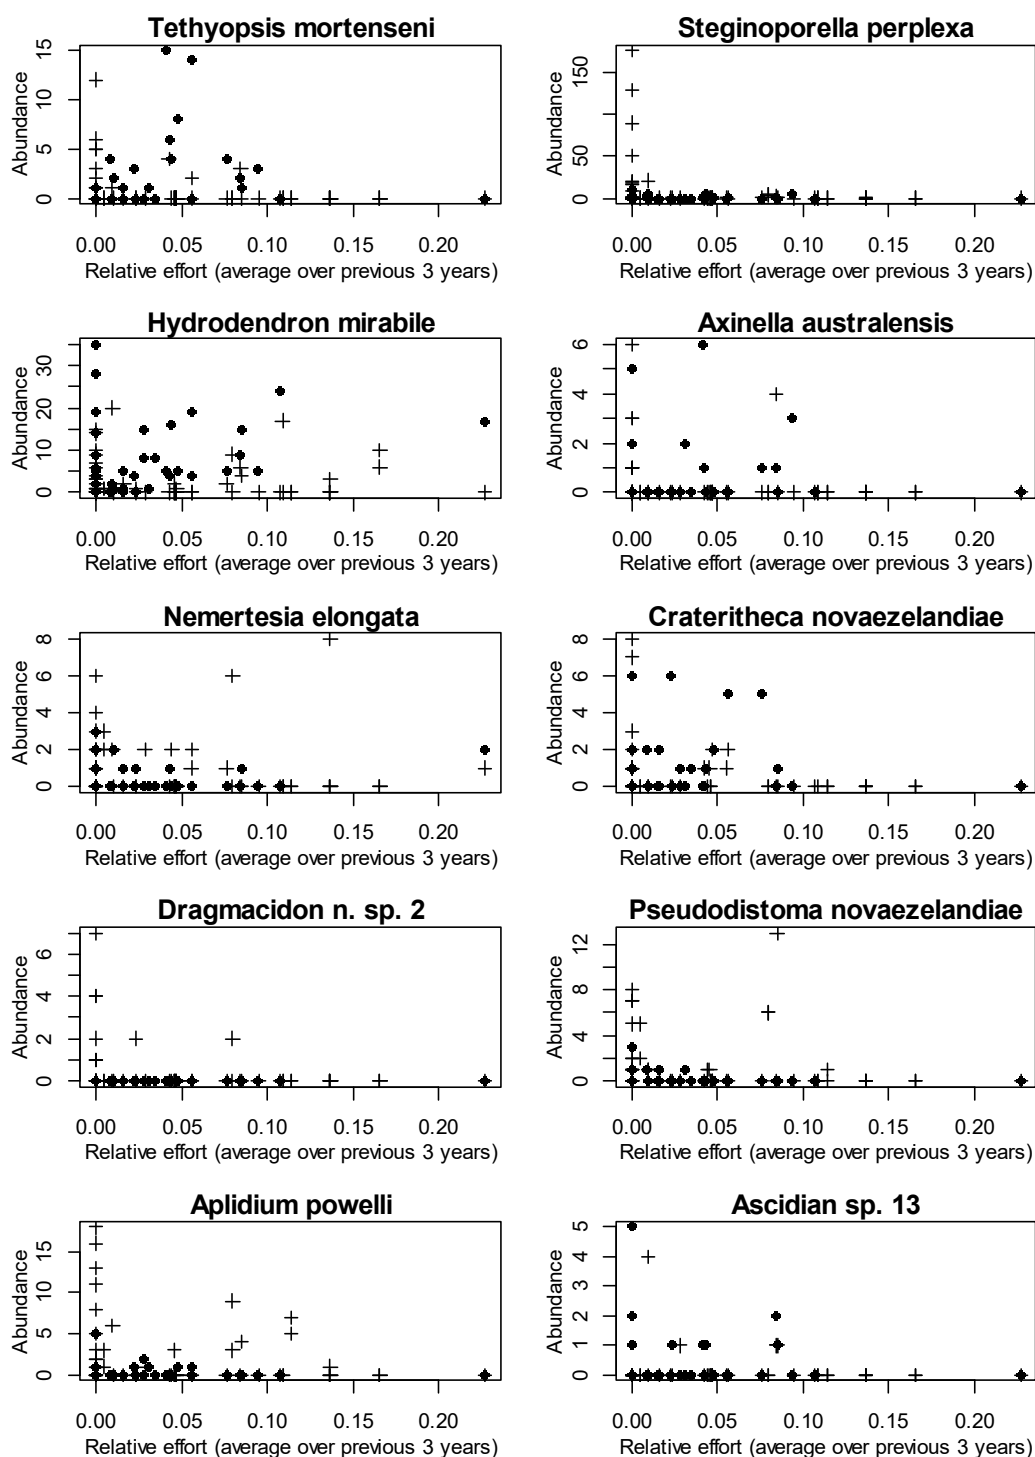 Tethyopsis mortenseni
Abundance
0 5 10 15
0.00 0.05 0.10 0.15 0.20
Relative effort (average over previous 3 years)
Steginoporella perplexa
Abundance
0 50 150
0.00 0.05 0.10 0.15 0.20
Relative effort (average over previous 3 years)
Hydrodendron mirabile
Abundance
0 10 20 30
0.00 0.05 0.10 0.15 0.20
Relative effort (average over previous 3 years)
Axinella australensis
Abundance
0 2 4 6
0.00 0.05 0.10 0.15 0.20
Relative effort (average over previous 3 years)
Nemertesia elongata
Abundance
0 2 4 6 8
0.00 0.05 0.10 0.15 0.20
Relative effort (average over previous 3 years)
Crateritheca novaezelandiae
Abundance
0 2 4 6 8
0.00 0.05 0.10 0.15 0.20
Relative effort (average over previous 3 years)
Dragmacidon n. sp. 2
Abundance
0 2 4 6
0.00 0.05 0.10 0.15 0.20
Relative effort (average over previous 3 years)
Pseudodistoma novaezelandiae
Abundance
0 4 8 12
0.00 0.05 0.10 0.15 0.20
Relative effort (average over previous 3 years)
Aplidium powelli
Abundance
0 5 10 15
0.00 0.05 0.10 0.15 0.20
Relative effort (average over previous 3 years)
Ascidian sp. 13
Abundance
0 1 2 3 4 5
0.00 0.05 0.10 0.15 0.20
Relative effort (average over previous 3 years)